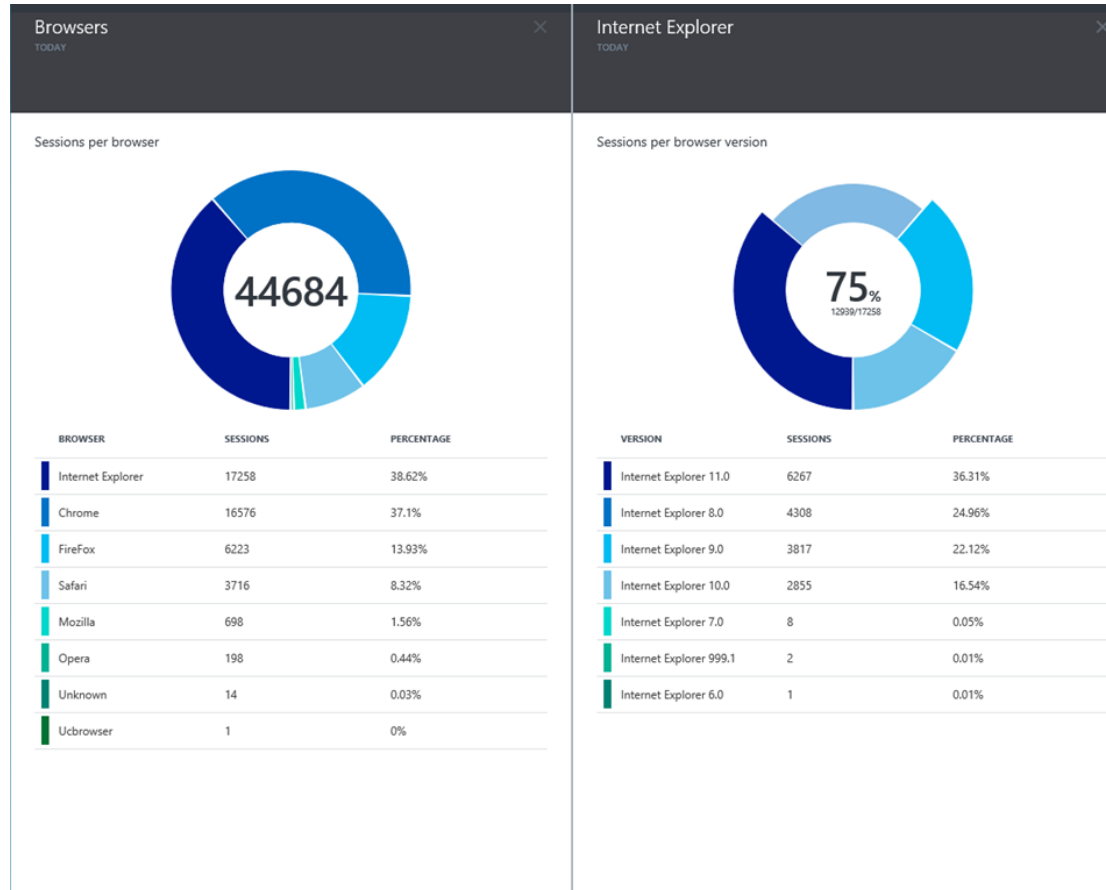 Browsers
TODAY
Sessions per browser
44684
BROWSER SESSIONS PERCENTAGE
Internet Explorer 17258 38.62%
Chrome 16576 37.1%
FireFox 6223 13.93%
Safari 3716 8.32%
Mozilla 698 1.56%
Opera 198 0.44%
Unknown 14 0.03%
Ucbrowser 1 0%
Internet Explorer
TODAY
Sessions per browser version
75%
12939/17258
VERSION SESSIONS PERCENTAGE
Internet Explorer 11.0 6267 36.31%
Internet Explorer 8.0 4308 24.96%
Internet Explorer 9.0 3817 22.12%
Internet Explorer 10.0 2855 16.54%
Internet Explorer 7.0 8 0.05%
Internet Explorer 999.1 2 0.01%
Internet Explorer 6.0 1 0.01%